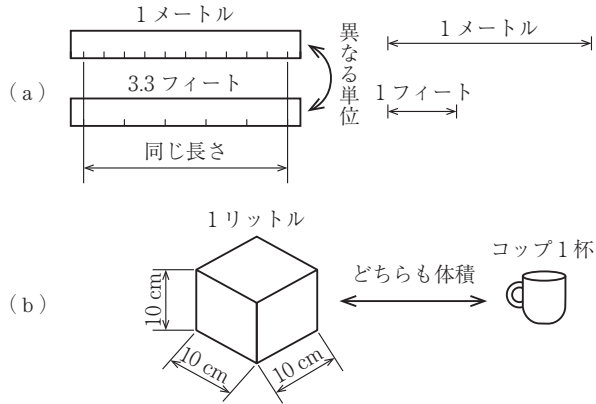 (a)
1 メートル
3.3 フィート
同じ長さ
異なる単位
1 メートル
1 フィート
(b)
1 リットル
10 cm
10 cm
10 cm
どちらも体積
コップ 1 杯